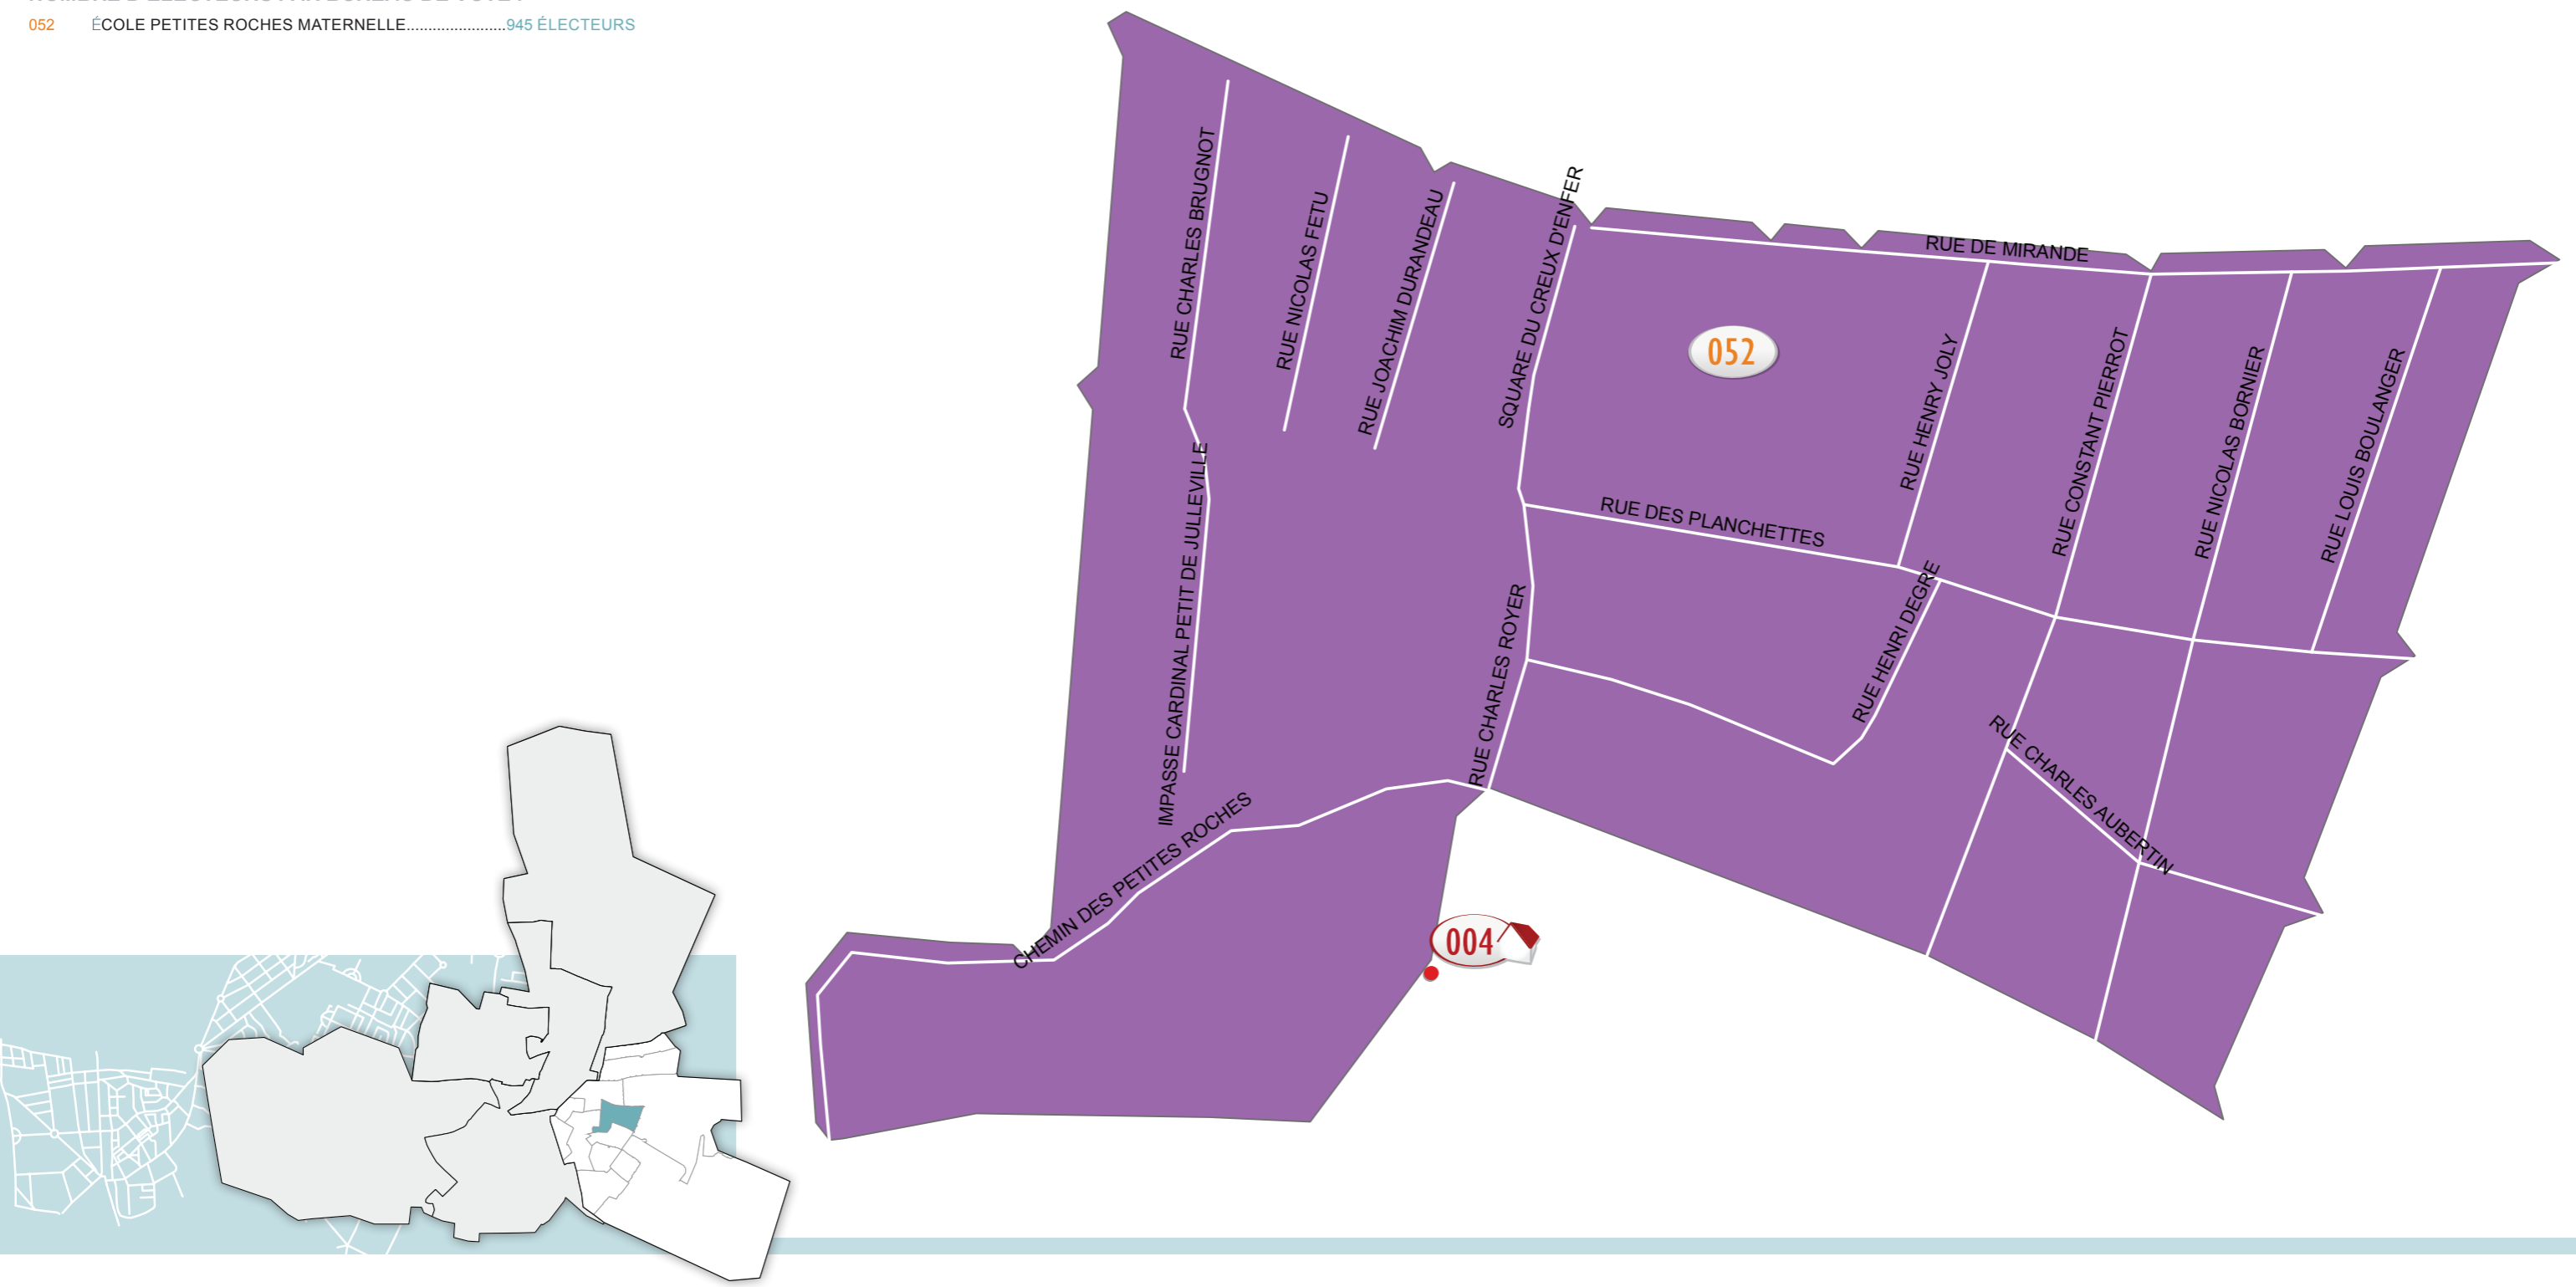 052 ÉCOLE PETITES ROCHES MATERNELLE.......................945 ÉLECTEURS
RUE CHARLES BRUGNOT
RUE NICOLAS FETU
RUE JOACHIM DURANDEAU
SQUARE DU CREUX D'ENFER
RUE DE MIRANDE
052
RUE HENRY JOLY
RUE CONSTANT PIERROT
RUE NICOLAS BORNIER
RUE LOUIS BOULANGER
IMPASSE CARDINAL PETIT DE JULLEVILLE
RUE DES PLANCHETTES
RUE CHARLES ROYER
RUE HENRI DEGRE
RUE CHARLES AUBERTIN
CHEMIN DES PETITES ROCHES
004